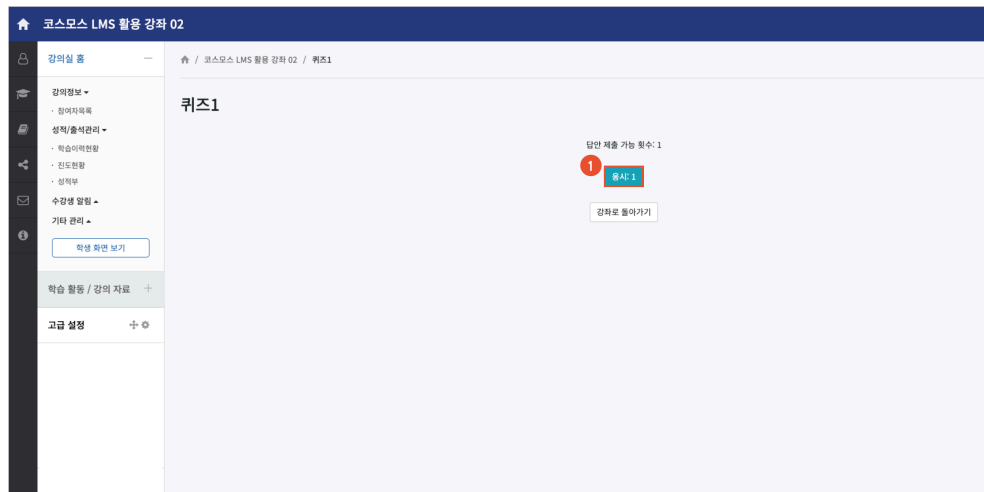 코스모스 LMS 활용 강좌 02
강의실 홈
/ 코스모스 LMS 활용 강좌 02 / 퀴즈1
강의정보
· 참여자목록
성적/출석관리
· 학습이력현황
· 진도현황
· 성적부
수강생 알림
기타 관리
학생 화면 보기
학습 활동 / 강의 자료
고급 설정
퀴즈1
답안 제출 가능 횟수: 1
1
응시: 1
강좌로 돌아가기